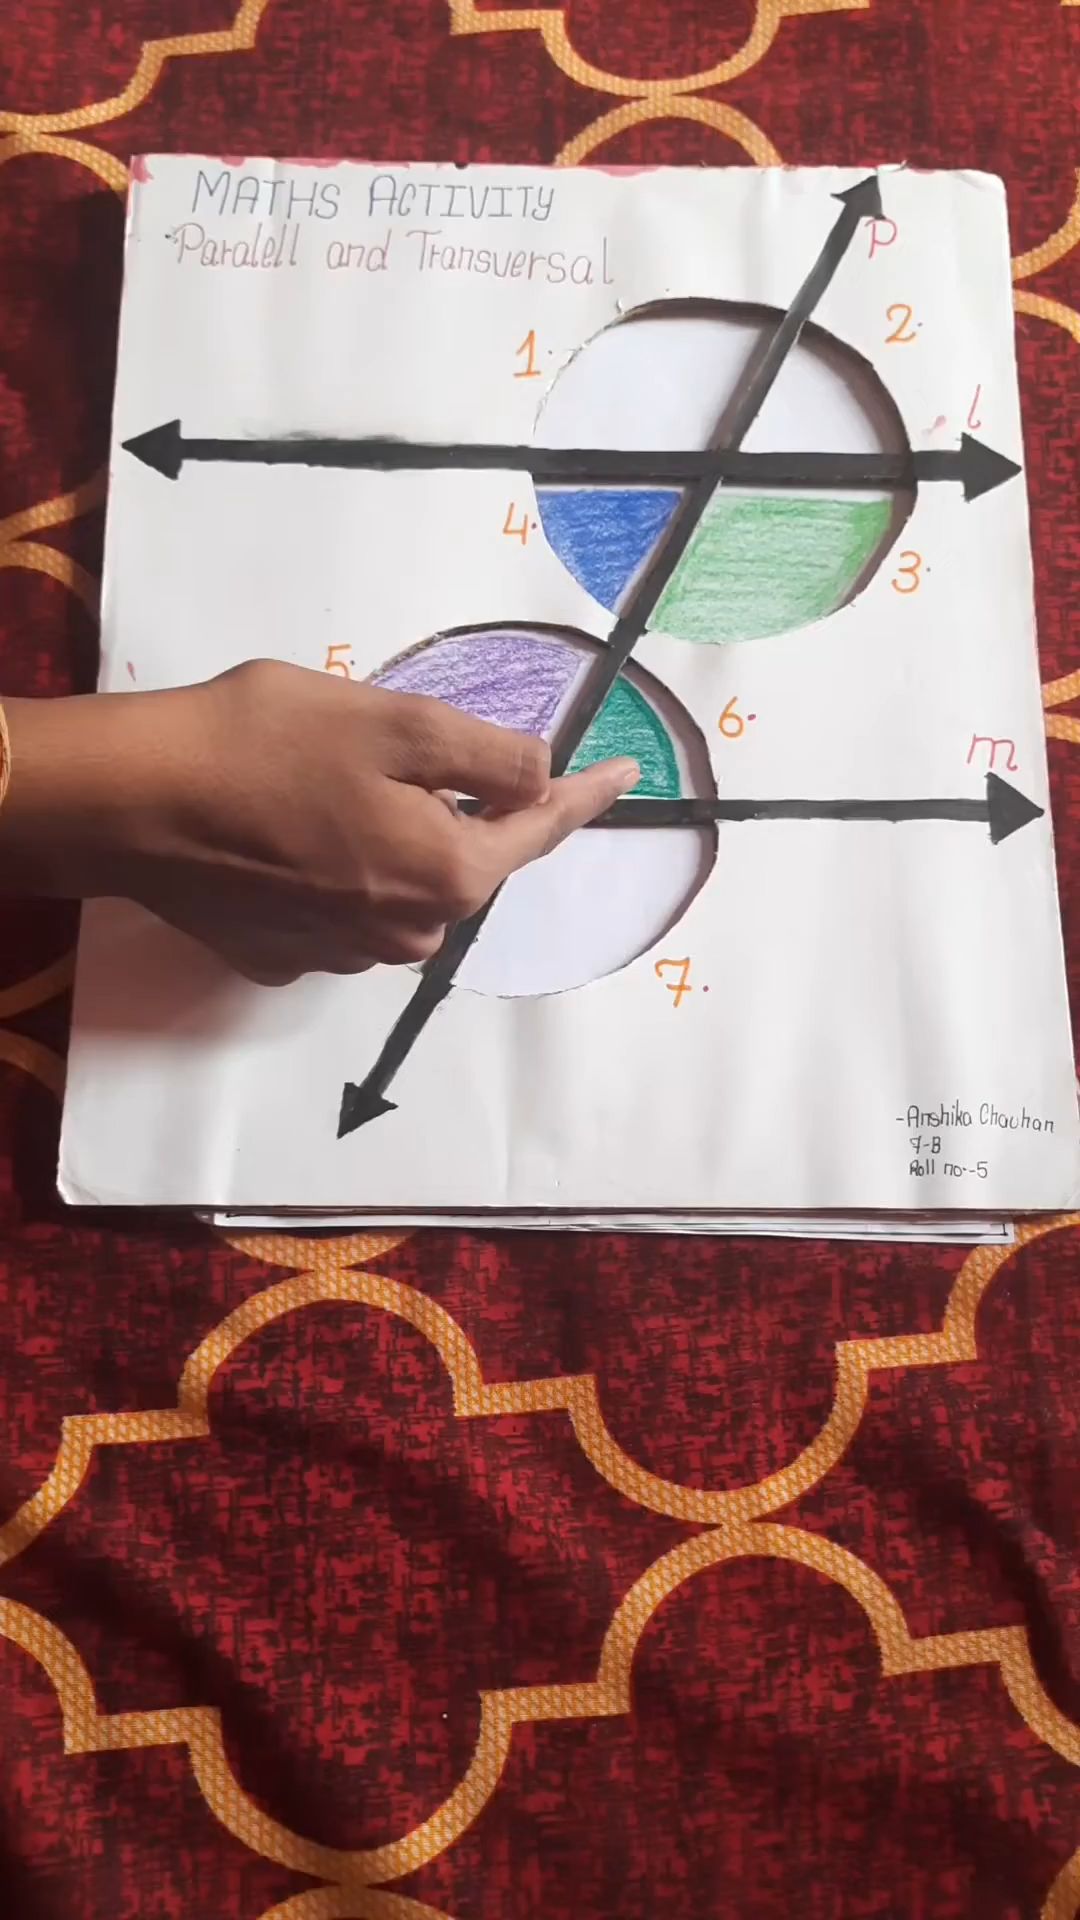 MATHS ACTIVITY
Paralell and Transversal
P
2.
1.
l
4.
3.
5.
6.
m
7.
-Anshika Chauhan
7-B
Roll no.-5